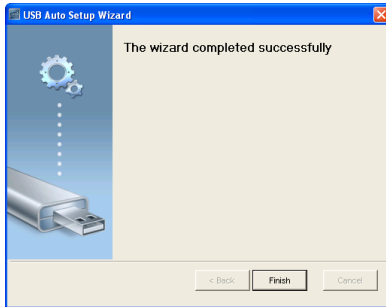 USB Auto Setup Wizard
The wizard completed successfully
< Back
Finish
Cancel